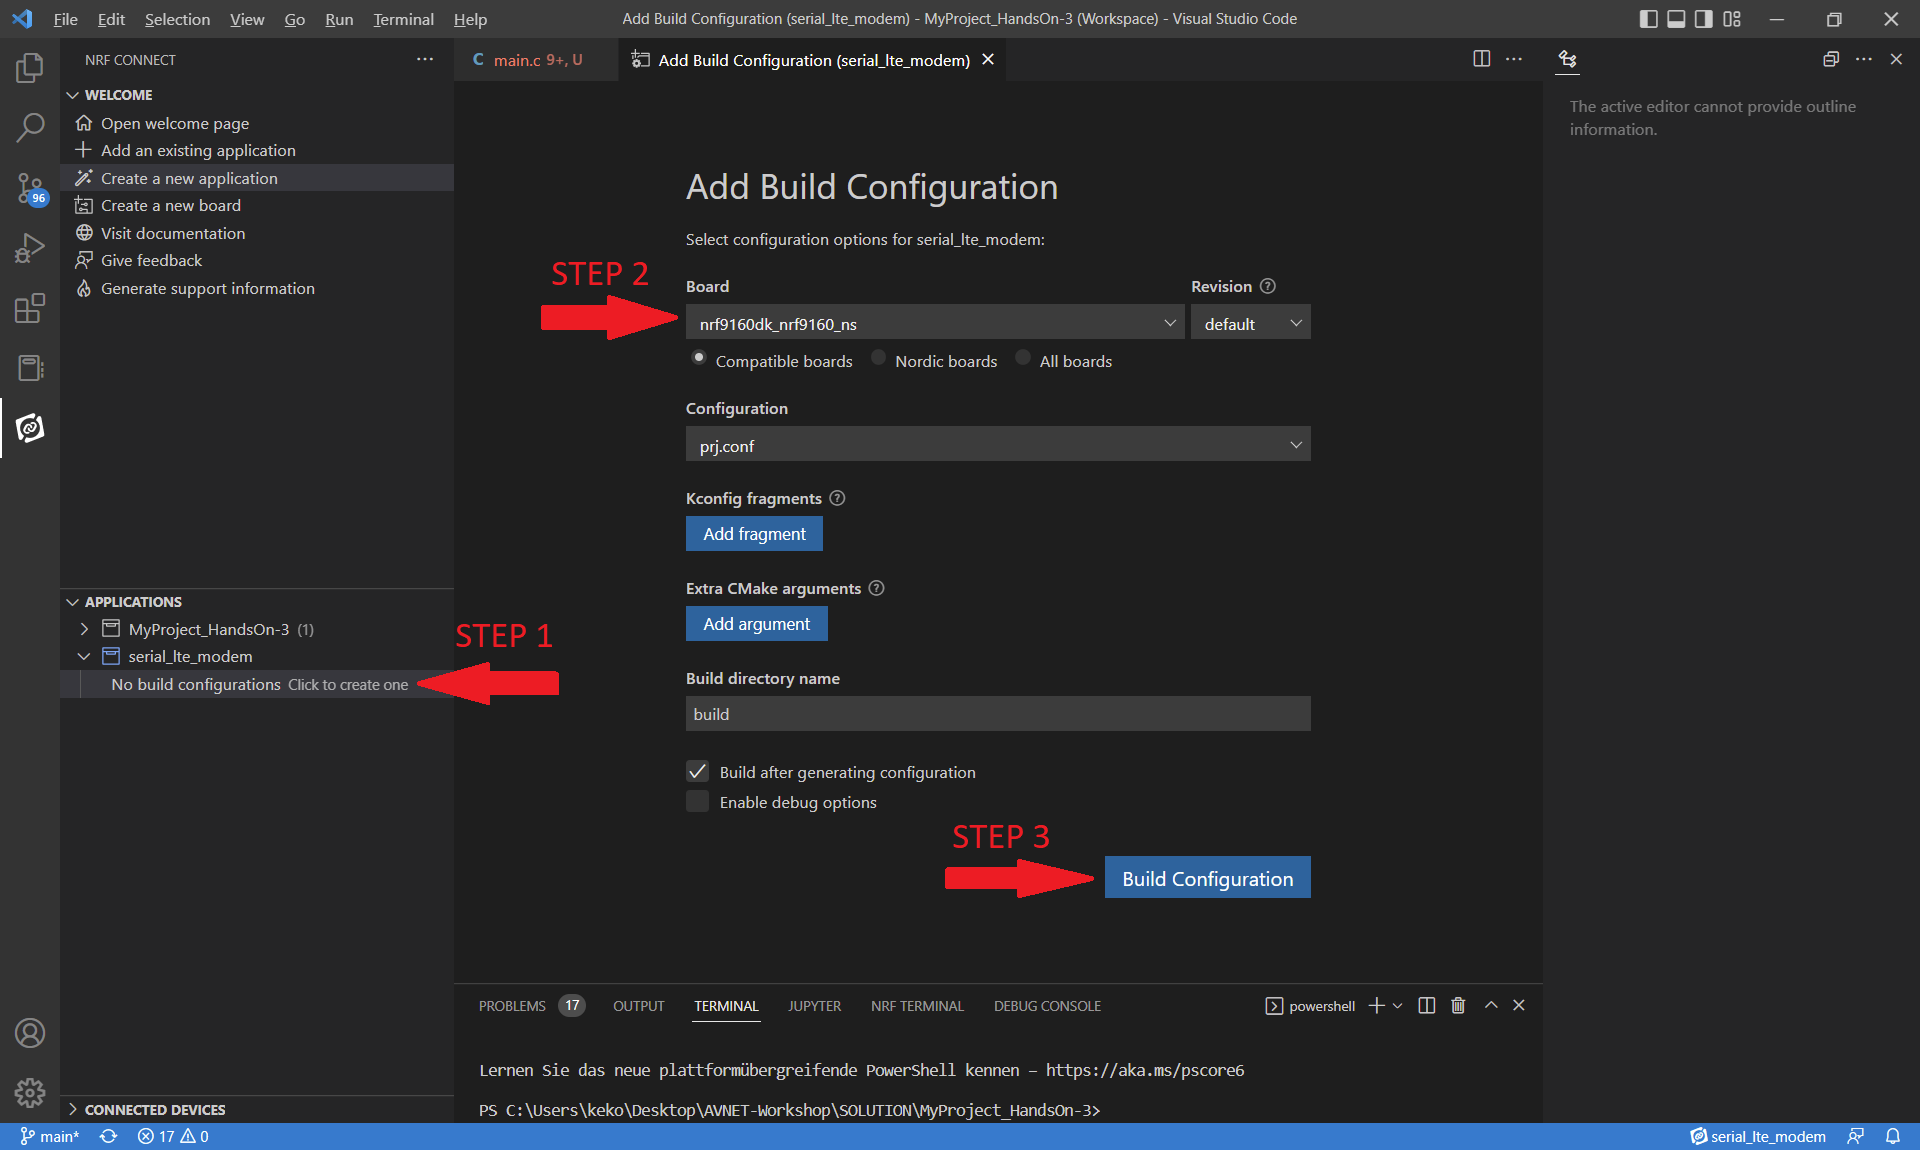 File Edit Selection View Go Run Terminal Help
Add Build Configuration (serial_lte_modem) - MyProject_HandsOn-3 (Workspace) - Visual Studio Code
NRF CONNECT
WELCOME
Open welcome page
Add an existing application
Create a new application
Create a new board
Visit documentation
Give feedback
Generate support information
96
APPLICATIONS
MyProject_HandsOn-3 (1)
serial_lte_modem
No build configurations Click to create one
CONNECTED DEVICES
C main.c 9+, U
Add Build Configuration (serial_lte_modem)
Add Build Configuration
Select configuration options for serial_lte_modem:
STEP 2
Board
Revision
nrf9160dk_nrf9160_ns
default
Compatible boards Nordic boards All boards
Configuration
prj.conf
Kconfig fragments
Add fragment
Extra CMake arguments
Add argument
STEP 1
Build directory name
build
Build after generating configuration
Enable debug options
STEP 3
Build Configuration
The active editor cannot provide outline
information.
PROBLEMS 17 OUTPUT TERMINAL JUPYTER NRF TERMINAL DEBUG CONSOLE
powershell
Lernen Sie das neue plattformübergreifende PowerShell kennen – https://aka.ms/pscore6
PS C:\Users\keko\Desktop\AVNET-Workshop\SOLUTION\MyProject_HandsOn-3>
main* 17 0
serial_lte_modem